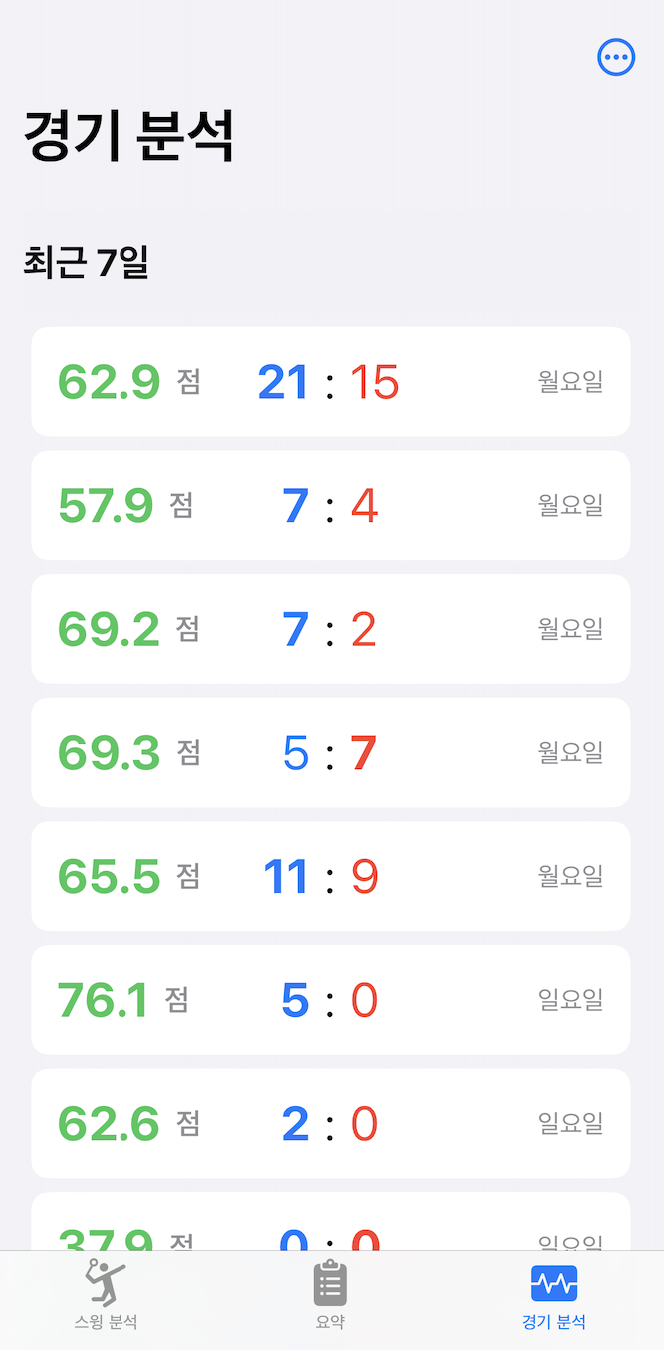 경기 분석
최근 7일
62.9 점 21 : 15 월요일
57.9 점 7 : 4 월요일
69.2 점 7 : 2 월요일
69.3 점 5 : 7 월요일
65.5 점 11 : 9 월요일
76.1 점 5 : 0 일요일
62.6 점 2 : 0 일요일
37.9 점 0 : 0 일요일
스윙 분석 요약 경기 분석